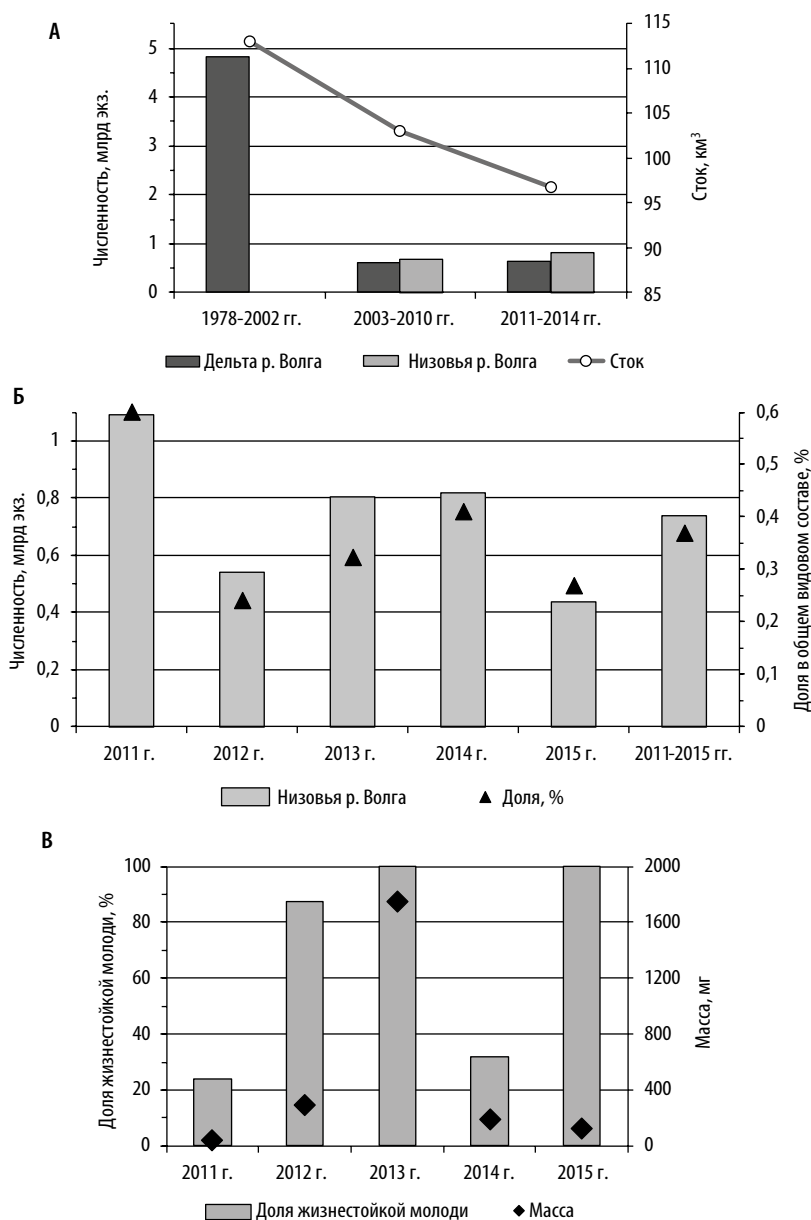 А
Численность, млрд экз.
5
4
3
2
1
0
115
110
105
100
95
90
85
Сток, км³
1978-2002 гг. 2003-2010 гг. 2011-2014 гг.
Дельта р. Волга Низовья р. Волга Сток
Б
Численность, млрд экз.
1
0,8
0,6
0,4
0,2
0
0,6
0,5
0,4
0,3
0,2
0,1
0
Доля в общем видовом составе, %
2011 г. 2012 г. 2013 г. 2014 г. 2015 г. 2011-2015 гг.
Низовья р. Волга Доля, %
В
Доля жизнестойкой молоди, %
100
80
60
40
20
0
2000
1600
1200
800
400
0
Масса, мг
2011 г. 2012 г. 2013 г. 2014 г. 2015 г.
Доля жизнестойкой молоди Масса